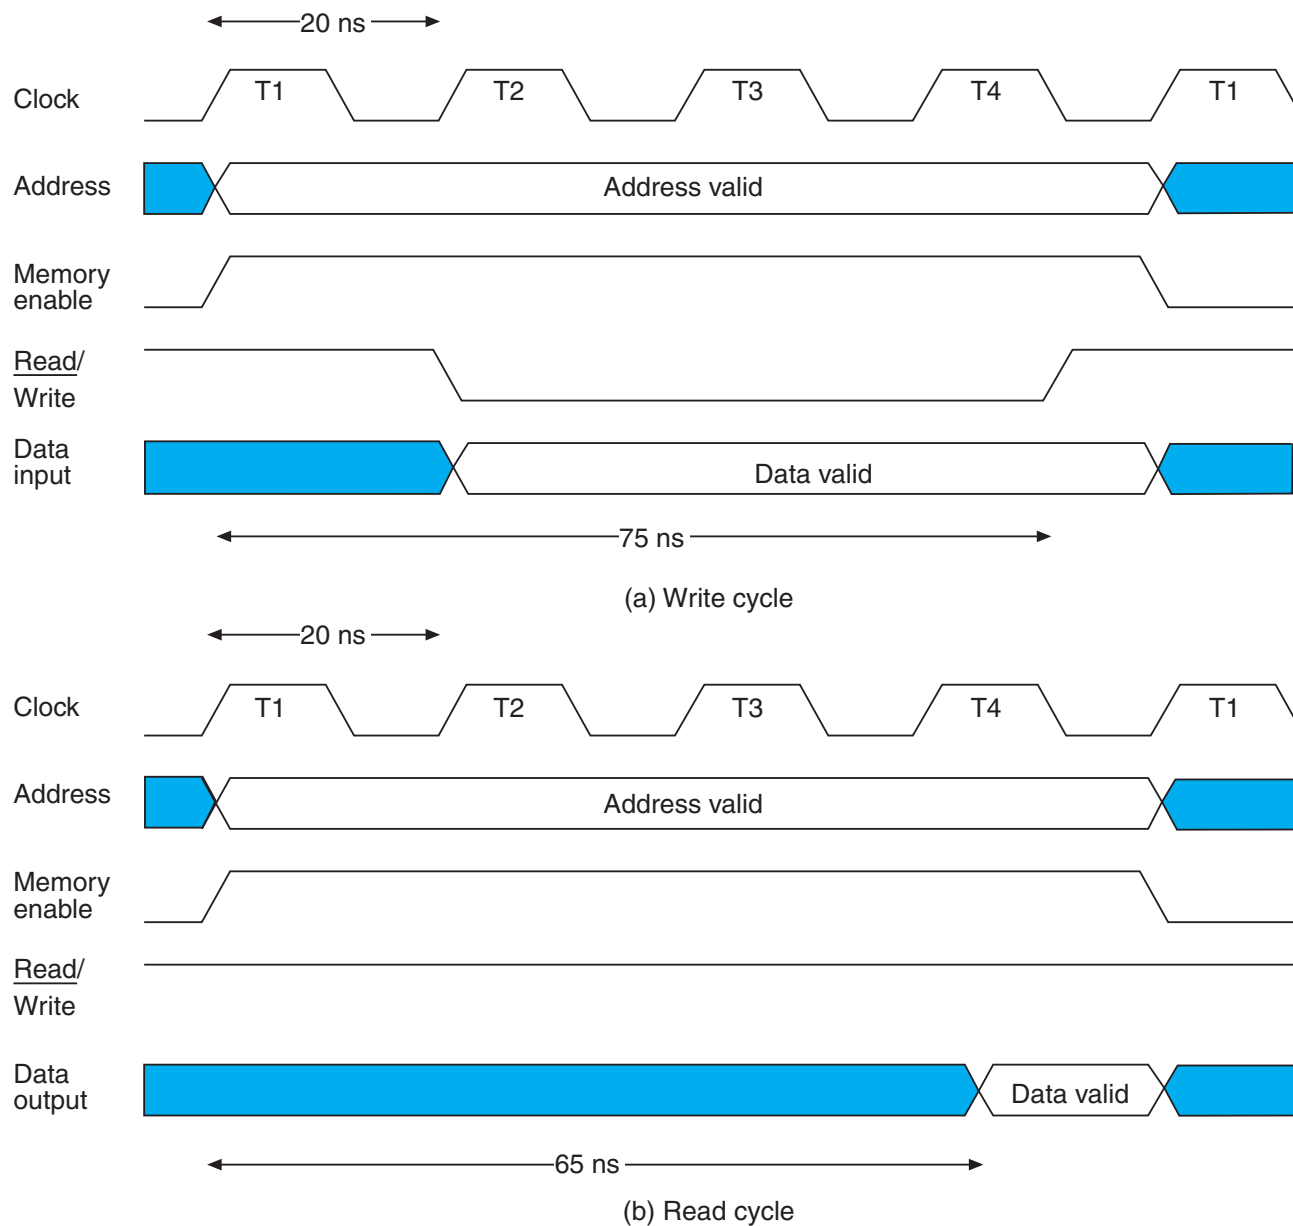 20 ns
Clock
T1
T2
T3
T4
T1
Address
Address valid
Memory
enable
Read/
Write
Data
input
Data valid
75 ns
(a) Write cycle
20 ns
Clock
T1
T2
T3
T4
T1
Address
Address valid
Memory
enable
Read/
Write
Data
output
Data valid
65 ns
(b) Read cycle